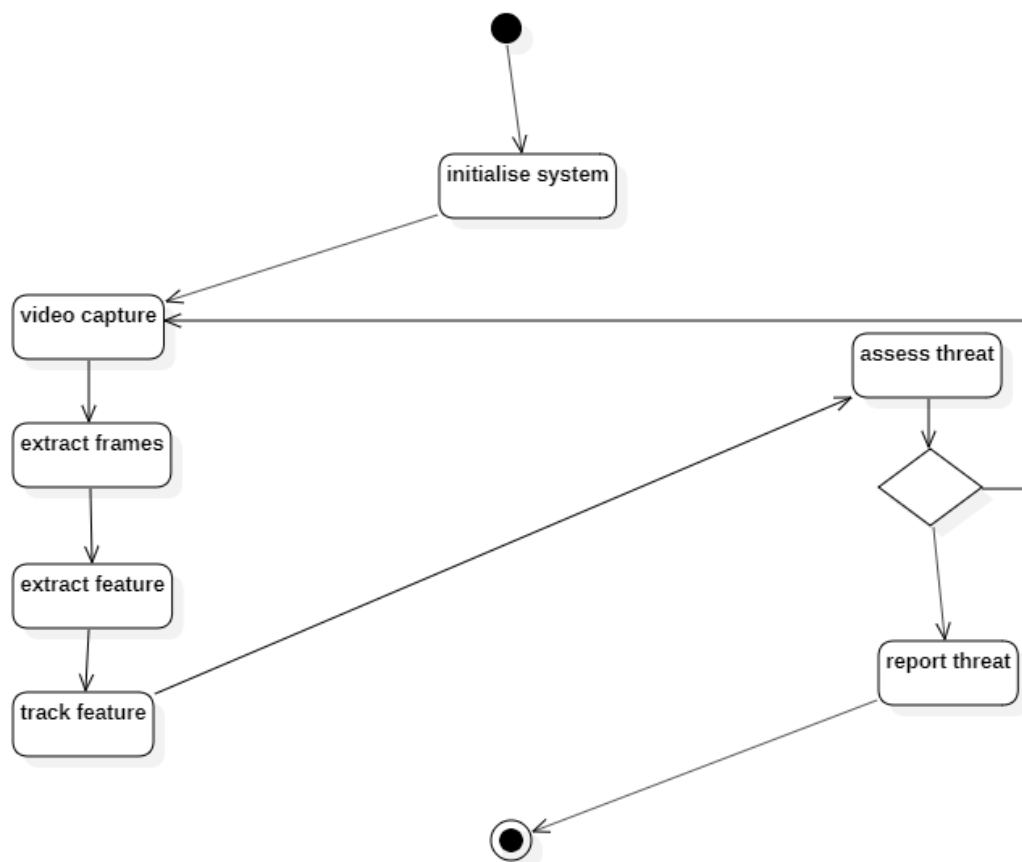 initialise system
video capture
assess threat
extract frames
extract feature
report threat
track feature